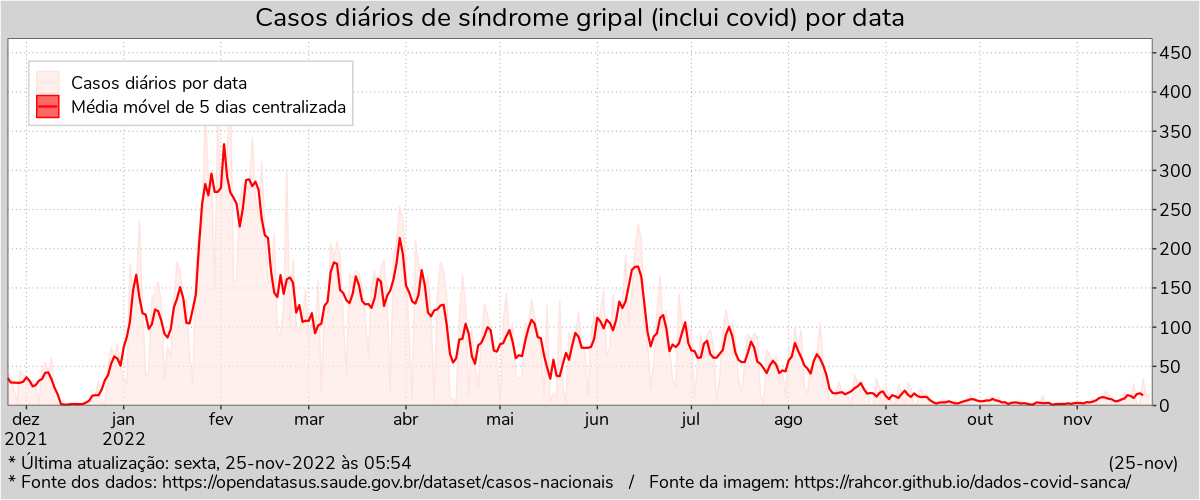 Casos diários de síndrome gripal (inclui covid) por data
Casos diários por data
Média móvel de 5 dias centralizada
450
400
350
300
250
200
150
100
50
0
dez jan fev mar abr mai jun jul ago set out nov
2021 2022
* Última atualização: sexta, 25-nov-2022 às 05:54 (25-nov)
* Fonte dos dados: https://opendatasus.saude.gov.br/dataset/casos-nacionais / Fonte da imagem: https://rahcor.github.io/dados-covid-sanca/